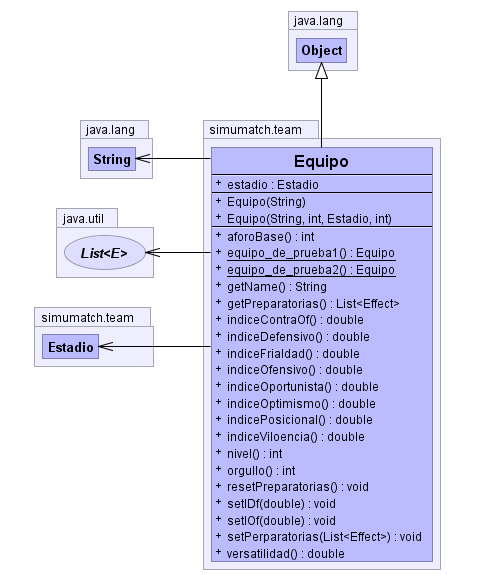 java.lang
Object
java.lang
String
java.util
List<E>
simumatch.team
Estadio
simumatch.team
Equipo
+ estadio : Estadio
+ Equipo(String)
+ Equipo(String, int, Estadio, int)
+ aforoBase() : int
+ equipo_de_prueba1() : Equipo
+ equipo_de_prueba2() : Equipo
+ getName() : String
+ getPreparatorias() : List<Effect>
+ indiceContraOf() : double
+ indiceDefensivo() : double
+ indiceFrialdad() : double
+ indiceOfensivo() : double
+ indiceOportunista() : double
+ indiceOptimismo() : double
+ indicePosicional() : double
+ indiceViloencia() : double
+ nivel() : int
+ orgullo() : int
+ resetPreparatorias() : void
+ setIDf(double) : void
+ setIOf(double) : void
+ setPerparatorias(List<Effect>) : void
+ versatilidad() : double